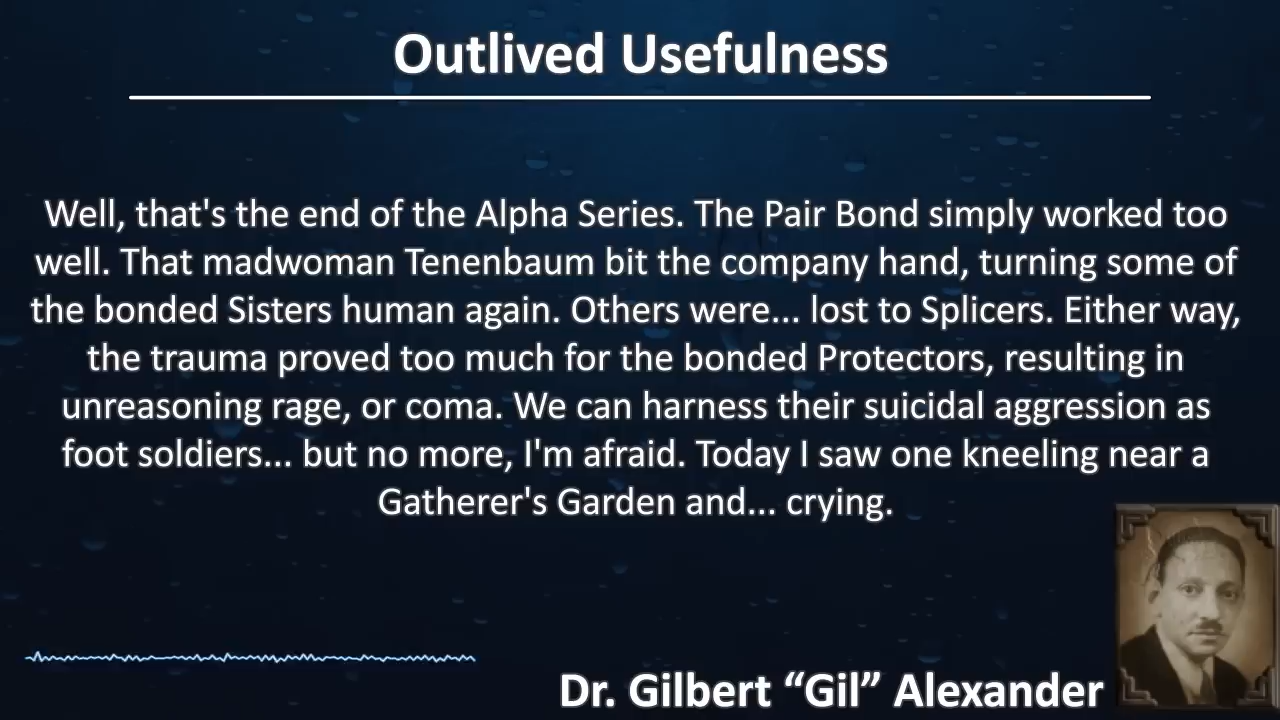 Outlived Usefulness
Well, that's the end of the Alpha Series. The Pair Bond simply worked too
well. That madwoman Tenenbaum bit the company hand, turning some of
the bonded Sisters human again. Others were... lost to Splicers. Either way,
the trauma proved too much for the bonded Protectors, resulting in
unreasoning rage, or coma. We can harness their suicidal aggression as
foot soldiers... but no more, I'm afraid. Today I saw one kneeling near a
Gatherer's Garden and... crying.
Dr. Gilbert “Gil” Alexander